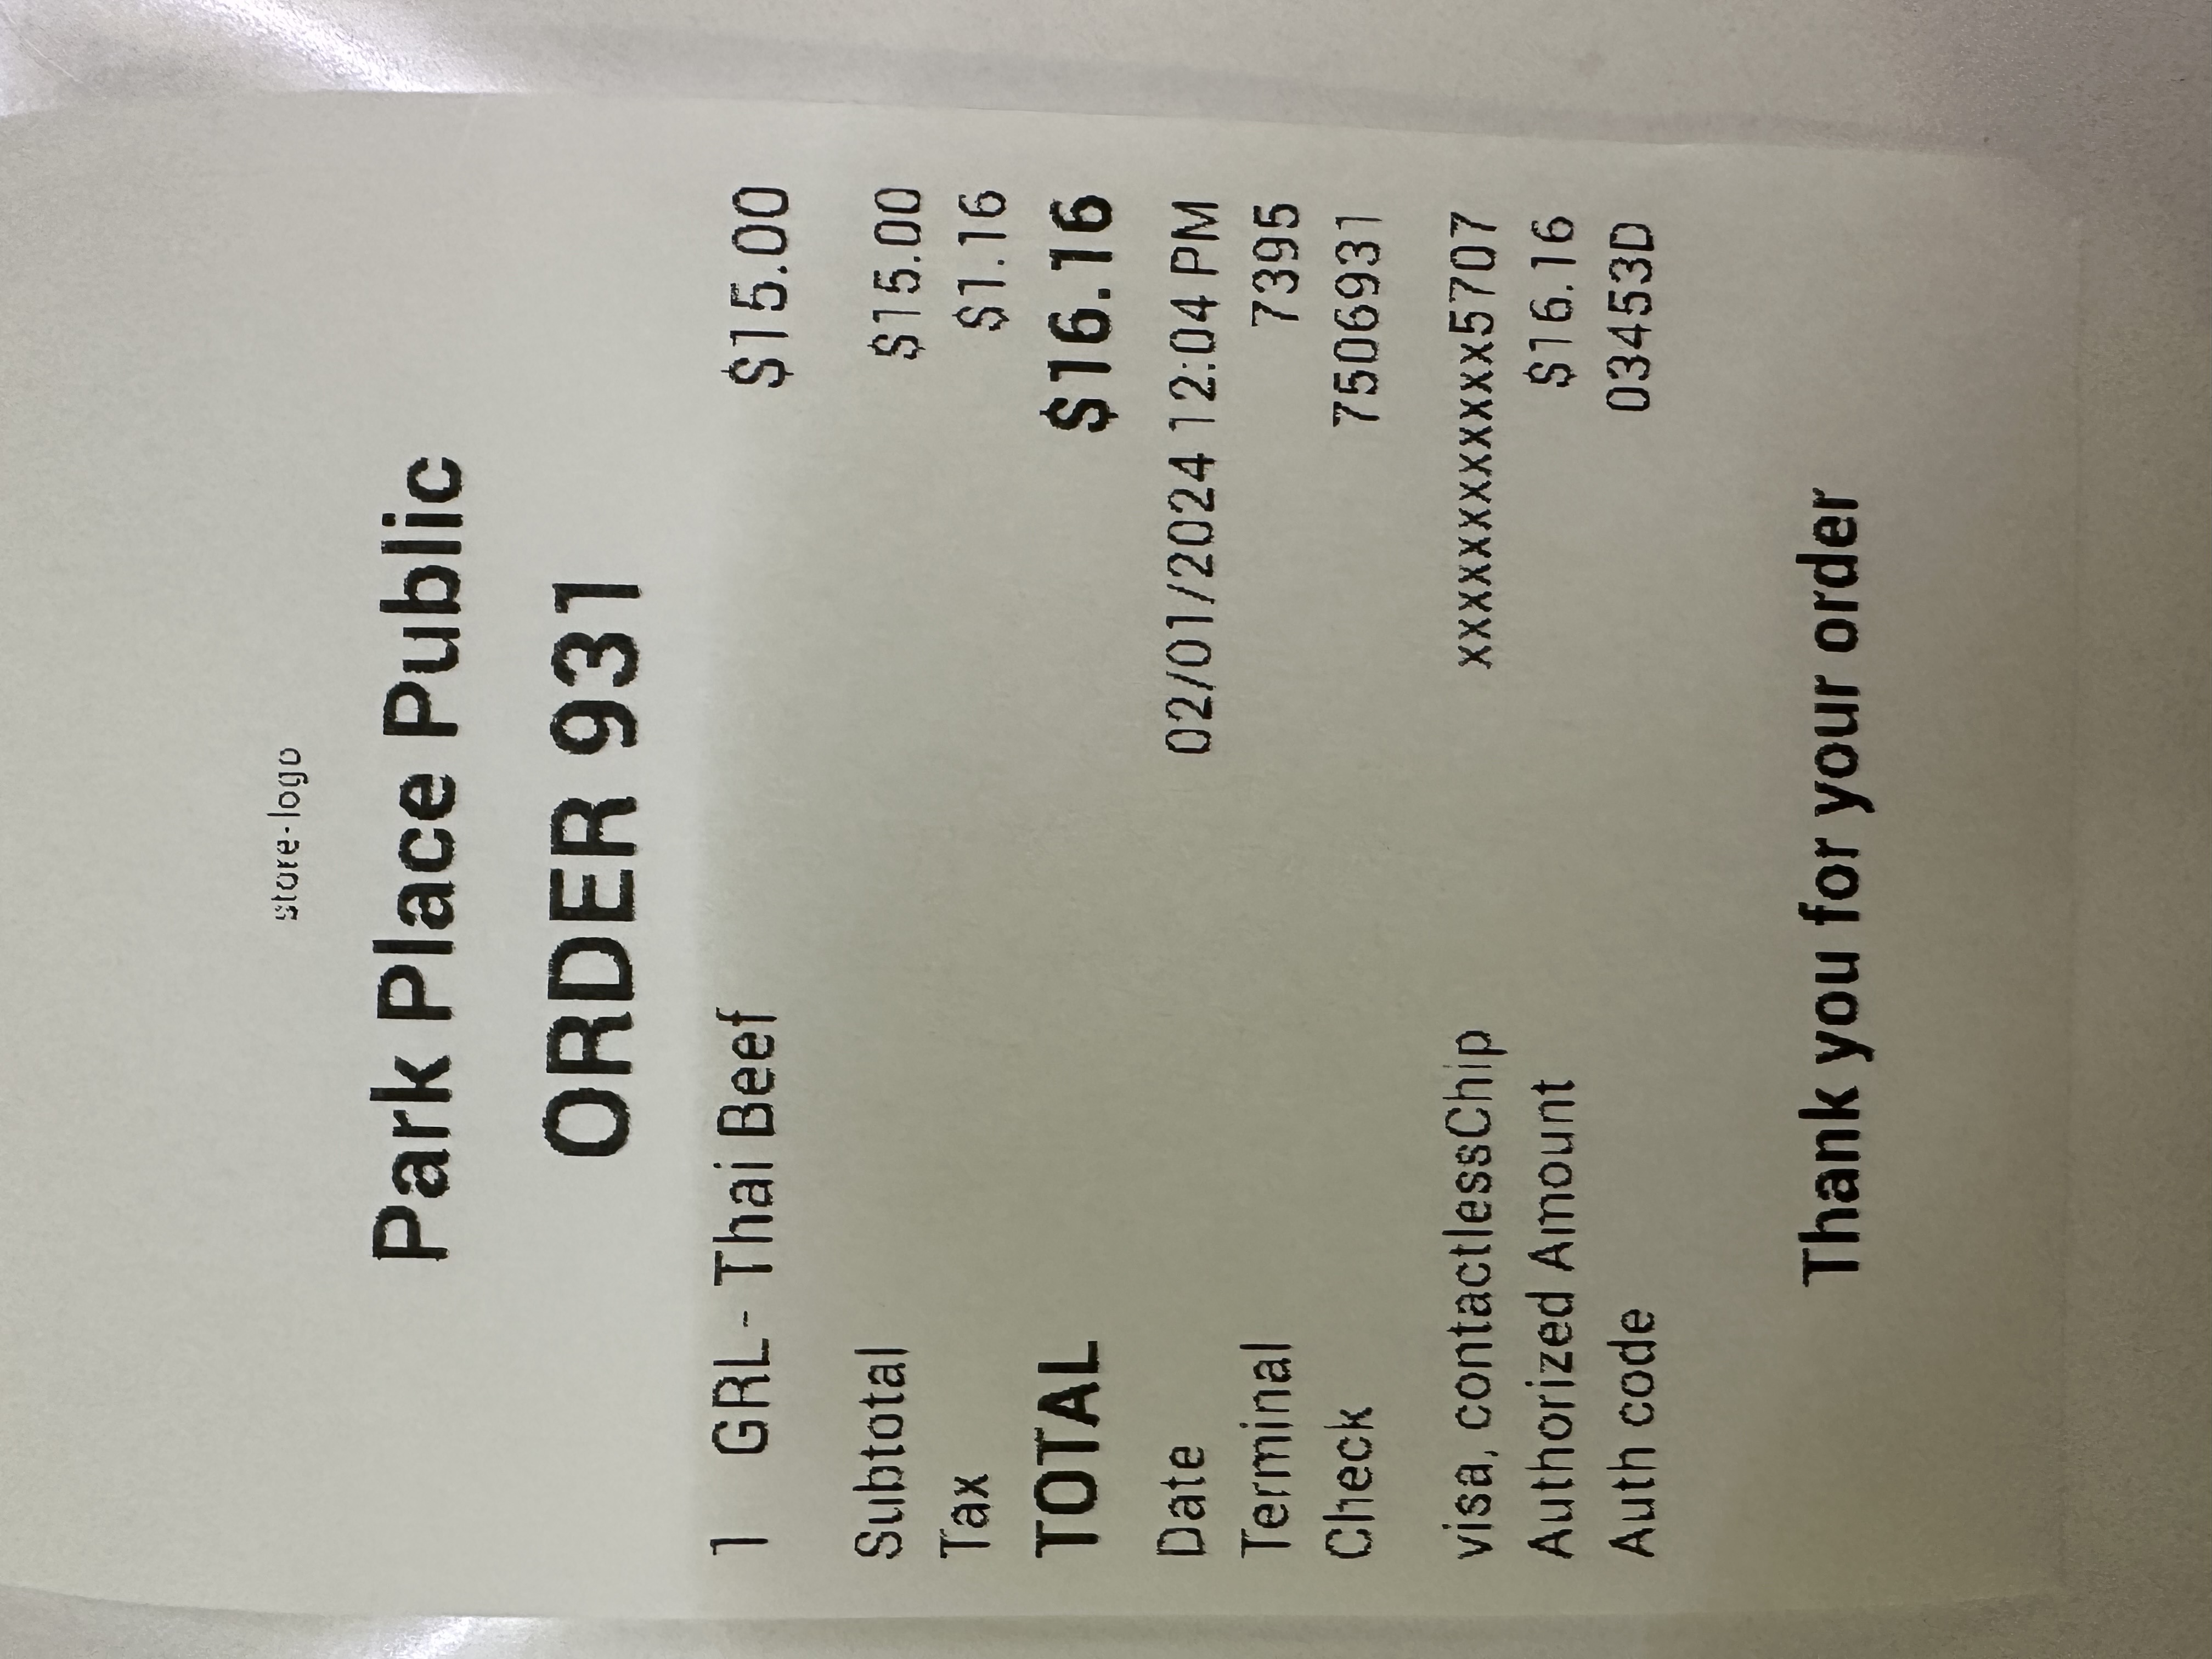 store-logo
Park Place Public
ORDER 931
1 GRL- Thai Beef $15.00
Subtotal $15.00
Tax $1.16
TOTAL $16.16
Date 02/01/2024 12:04 PM
Terminal 7395
Check 7506931
visa, contactlessChip xxxxxxxxxxxx5707
Authorized Amount $16.16
Auth code 03453D
Thank you for your order